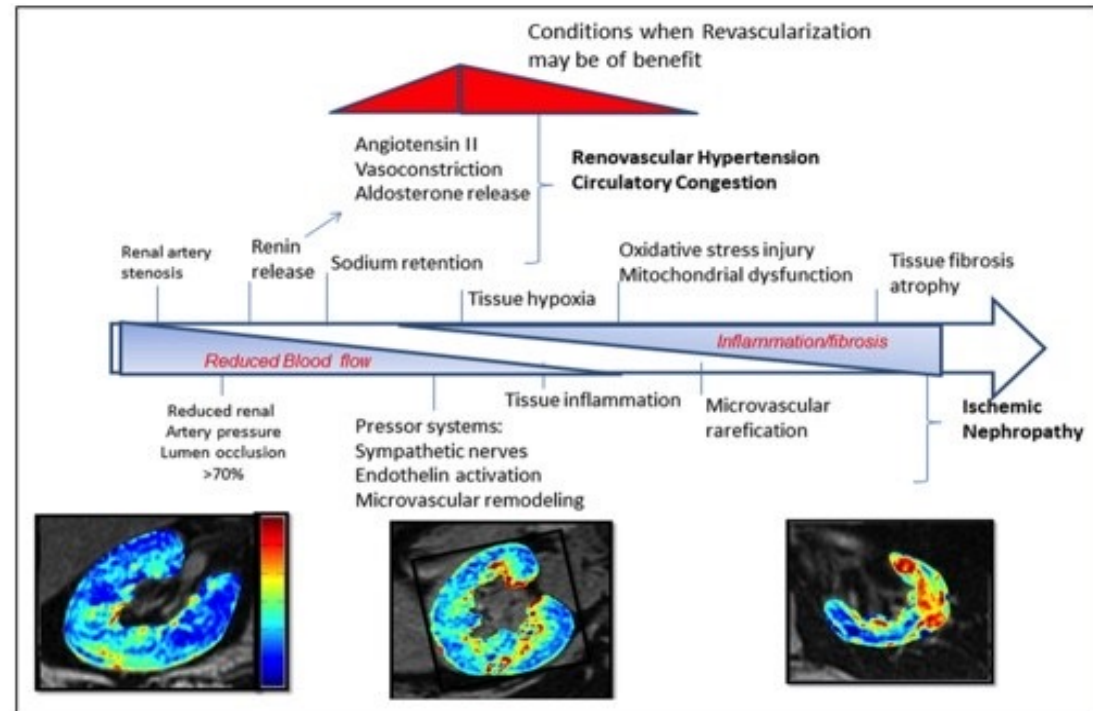 Conditions when Revascularization
may be of benefit
Angiotensin II
Vasoconstriction
Aldosterone release
Renovascular Hypertension
Circulatory Congestion
Renal artery
stenosis
Renin
release
Sodium retention
Tissue hypoxia
Oxidative stress injury
Mitochondrial dysfunction
Tissue fibrosis
atrophy
Reduced Blood flow
Inflammation/fibrosis
Reduced renal
Artery pressure
Lumen occlusion
>70%
Pressor systems:
Sympathetic nerves
Endothelin activation
Microvascular remodeling
Tissue inflammation
Microvascular
rarefication
Ischemic
Nephropathy